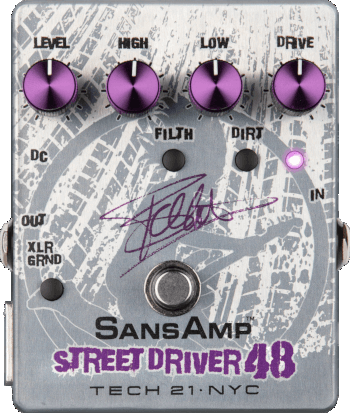 LEVEL HIGH LOW DRIVE
FILTH DIRT
DC
IN
OUT
XLR
GRND
SANSAMP™
STREET DRIVER 48
TECH 21·NYC